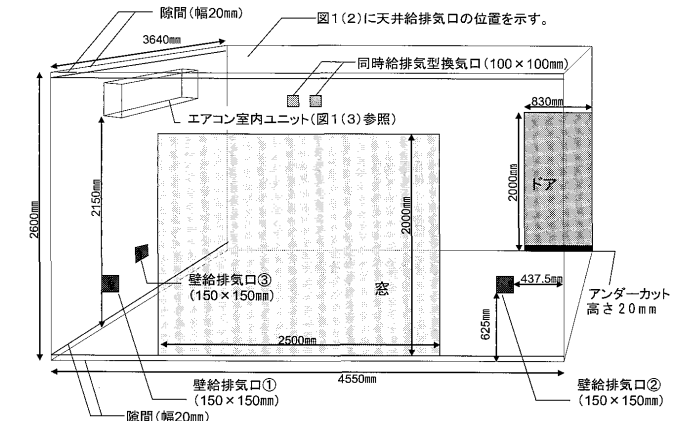 隙間(幅20㎜)
図1(2)に天井給排気口の位置を示す。
3640㎜
同時給排気型換気口(100×100㎜)
830㎜
エアコン室内ユニット(図1(3)参照)
2600㎜
2150㎜
2000㎜
2000㎜
ドア
壁給排気口③
(150×150㎜)
窓
437.5㎜
アンダーカット
高さ20mm
625㎜
2500㎜
4550㎜
壁給排気口①
(150×150㎜)
壁給排気口②
(150×150㎜)
隙間(幅20㎜)